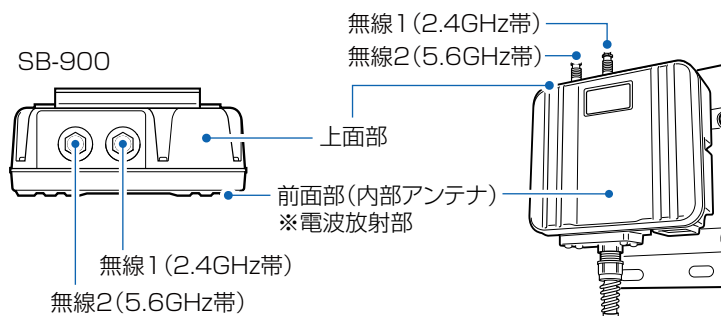 無線1(2.4GHz帯)
無線2(5.6GHz帯)
SB-900
上面部
前面部(内部アンテナ)
※電波放射部
無線1(2.4GHz帯)
無線2(5.6GHz帯)